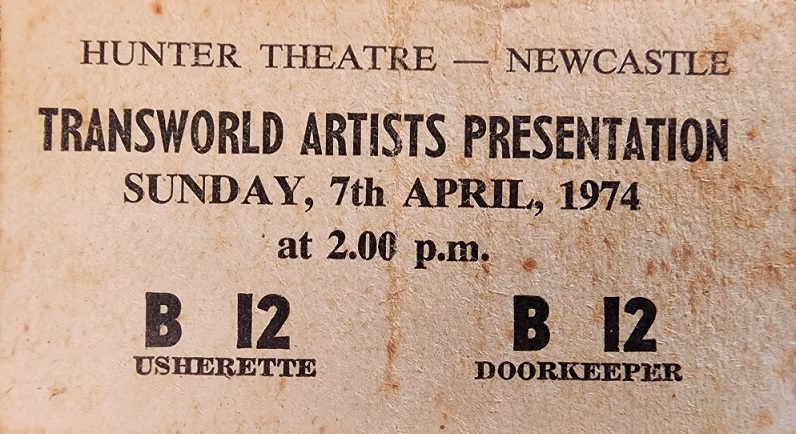 HUNTER THEATRE — NEWCASTLE
TRANSWORLD ARTISTS PRESENTATION
SUNDAY, 7th APRIL, 1974
at 2.00 p.m.
B 12 B 12
USHERETTE DOORKEEPER